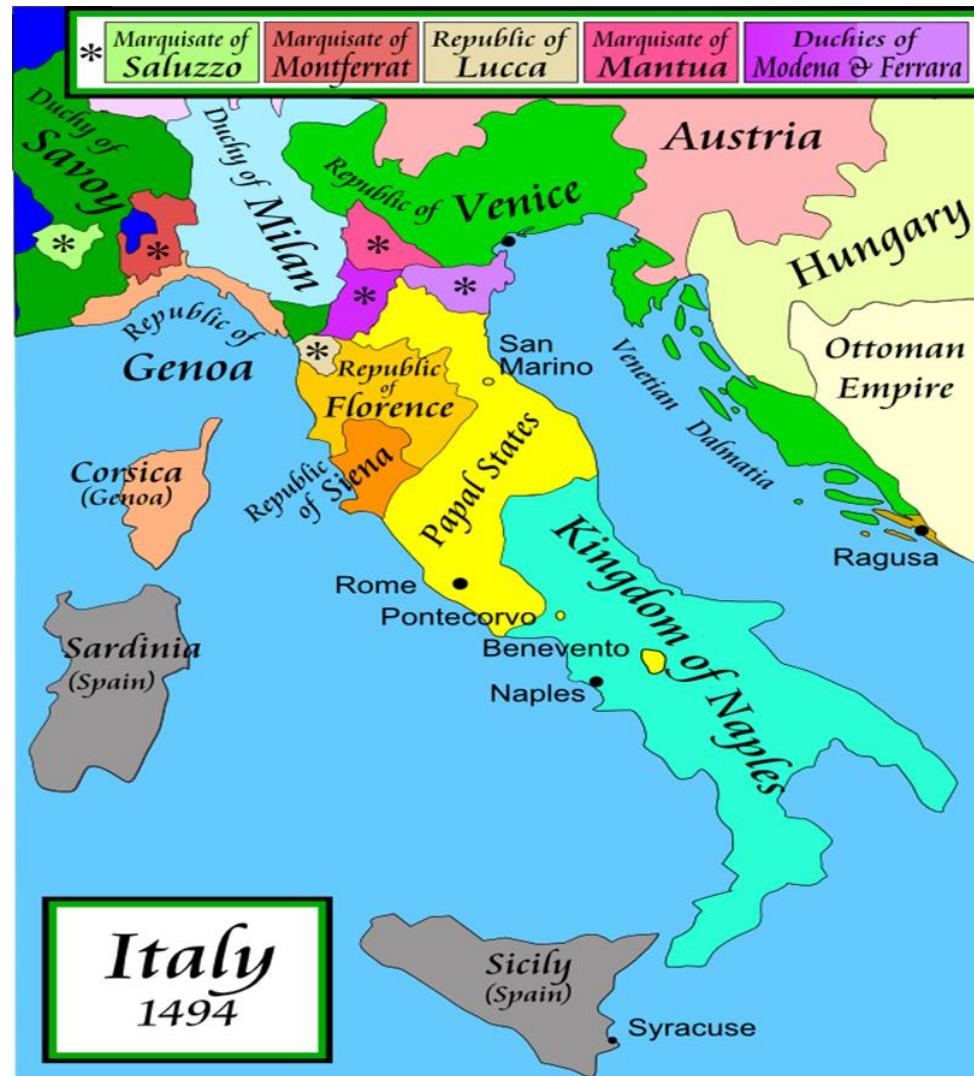 *
Marquisate of
Saluzzo
Marquisate of
Montferrat
Republic of
Lucca
Marquisate of
Mantua
Duchies of
Modena & Ferrara
Duchy of
Savoy
Duchy of
Milan
Republic of
Venice
Austria
Hungary
*
*
*
*
*
*
Republic of
Genoa
Republic
of
Florence
San
Marino
Venetian Dalmatia
Ottoman
Empire
Corsica
(Genoa)
Republic
of Siena
Papal States
Ragusa
Rome
Pontecorvo
Benevento
Naples
Kingdom of Naples
Sardinia
(Spain)
Italy
1494
Sicily
(Spain)
Syracuse